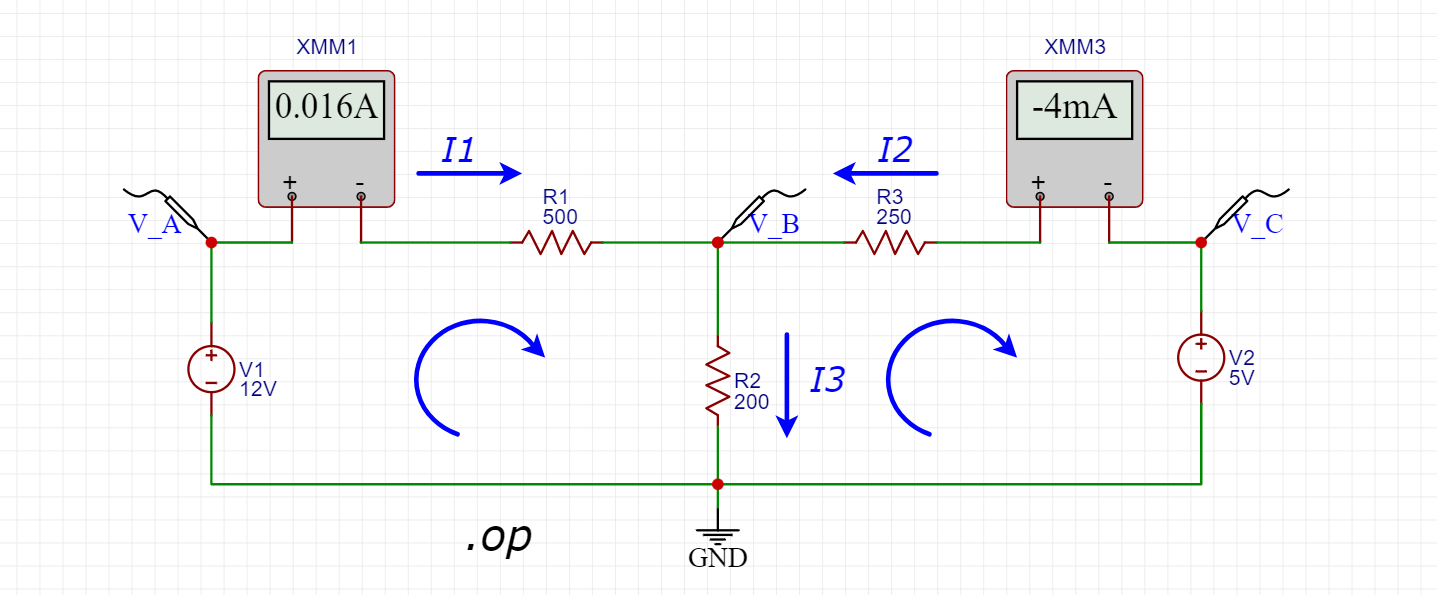 XMM1
XMM3
0.016A
-4mA
+ -
+ -
I1
I2
R1
500
R3
250
V_A
V_B
V_C
+
-
V1
12V
R2
200
I3
+
-
V2
5V
.op
GND